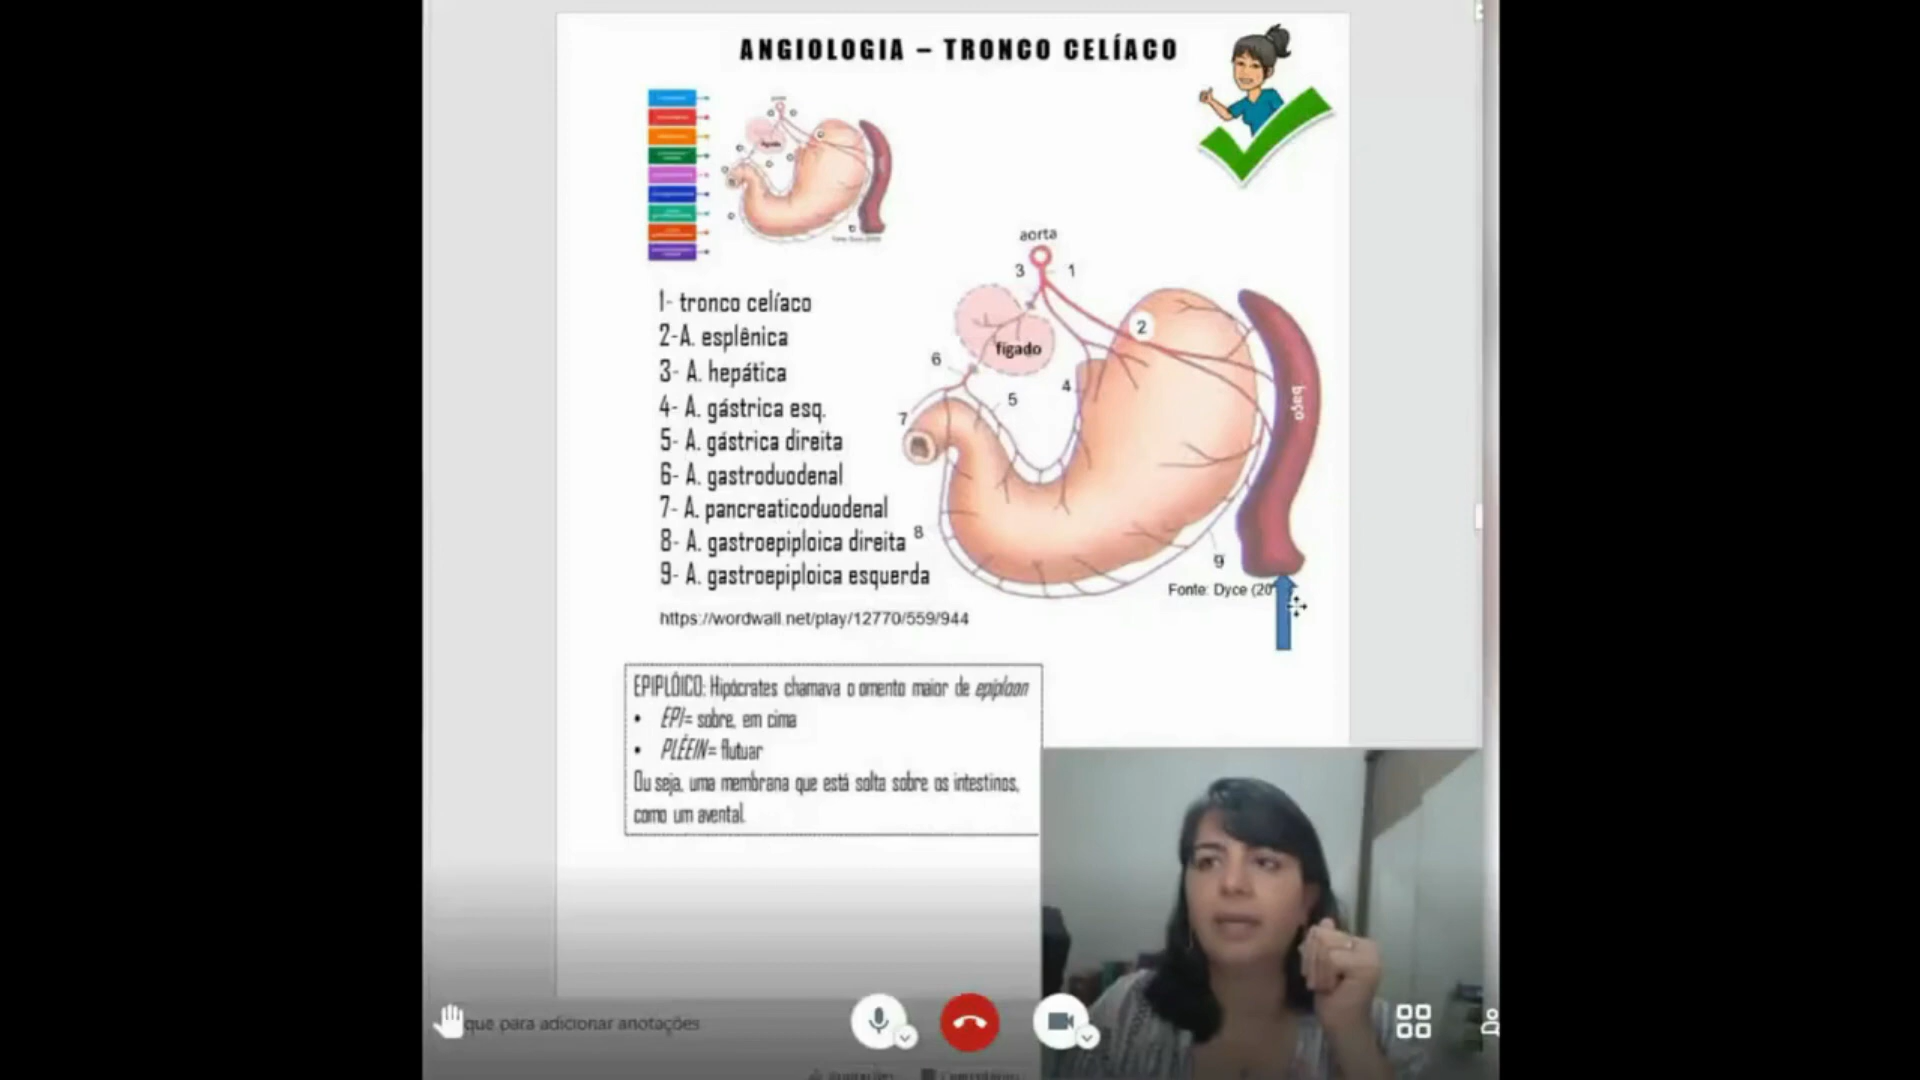 ANGIOLOGIA – TRONCO CELÍACO
aorta
3
1
2
fígado
6
4
5
7
baço
8
9
Fonte: Dyce (20
1- tronco celíaco
2-A. esplênica
3- A. hepática
4- A. gástrica esq.
5- A. gástrica direita
6- A. gastroduodenal
7- A. pancreaticoduodenal
8- A. gastroepiploica direita
9- A. gastroepiploica esquerda
https://wordwall.net/play/12770/559/944
EPIPLÓICO: Hipócrates chamava o omento maior de epiploon
• EPI= sobre, em cima
• PLÉEIN= flutuar
Ou seja, uma membrana que está solta sobre os intestinos,
como um avental.
que para adicionar anotações